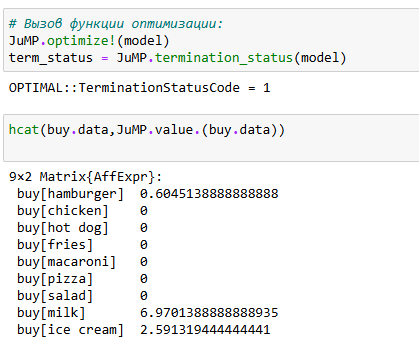 # Вызов функции оптимизации:
JuMP.optimize!(model)
term_status = JuMP.termination_status(model)
OPTIMAL::TerminationStatusCode = 1
hcat(buy.data,JuMP.value.(buy.data))
9×2 Matrix{AffExpr}:
buy[hamburger] 0.6045138888888888
buy[chicken] 0
buy[hot dog] 0
buy[fries] 0
buy[macaroni] 0
buy[pizza] 0
buy[salad] 0
buy[milk] 6.9701388888888935
buy[ice cream] 2.591319444444441